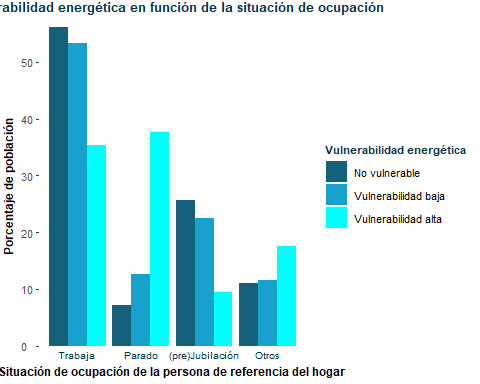 rabilidad energética en función de la situación de ocupación
Porcentaje de población
50
40
30
20
10
0
Trabaja
Parado
(pre)Jubilación
Otros
Situación de ocupación de la persona de referencia del hogar
Vulnerabilidad energética
No vulnerable
Vulnerabilidad baja
Vulnerabilidad alta